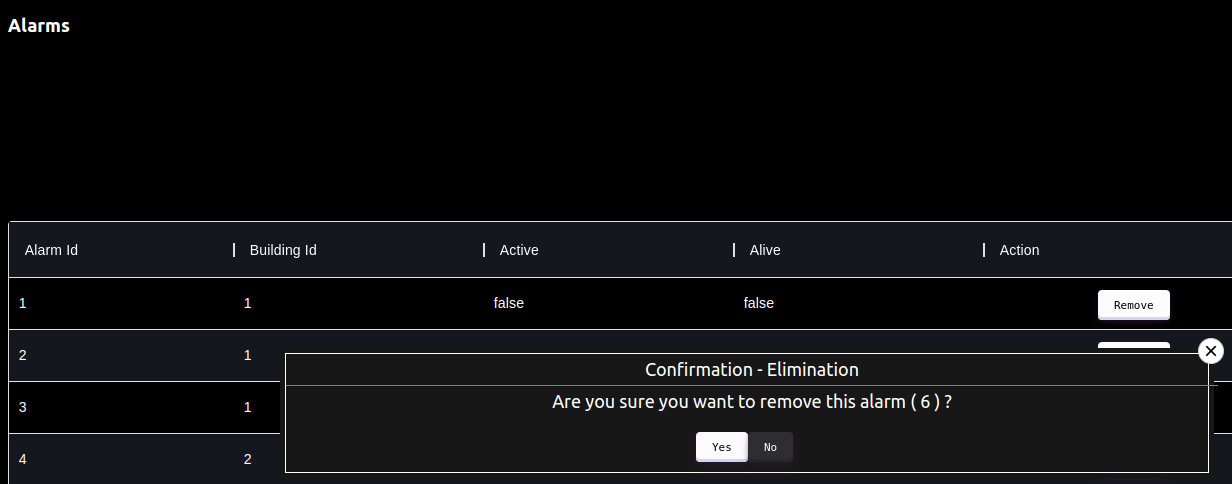 Alarms
Alarm Id Building Id Active Alive Action
1 1 false false Remove
2 1
Confirmation - Elimination
Are you sure you want to remove this alarm ( 6 ) ?
3 1
Yes No
4 2